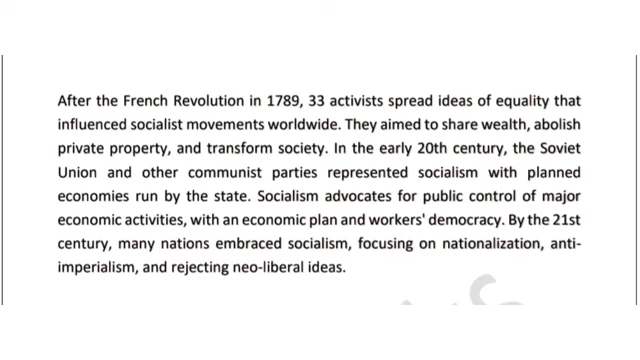 After the French Revolution in 1789, 33 activists spread ideas of equality that
influenced socialist movements worldwide. They aimed to share wealth, abolish
private property, and transform society. In the early 20th century, the Soviet
Union and other communist parties represented socialism with planned
economies run by the state. Socialism advocates for public control of major
economic activities, with an economic plan and workers' democracy. By the 21st
century, many nations embraced socialism, focusing on nationalization, anti-
imperialism, and rejecting neo-liberal ideas.